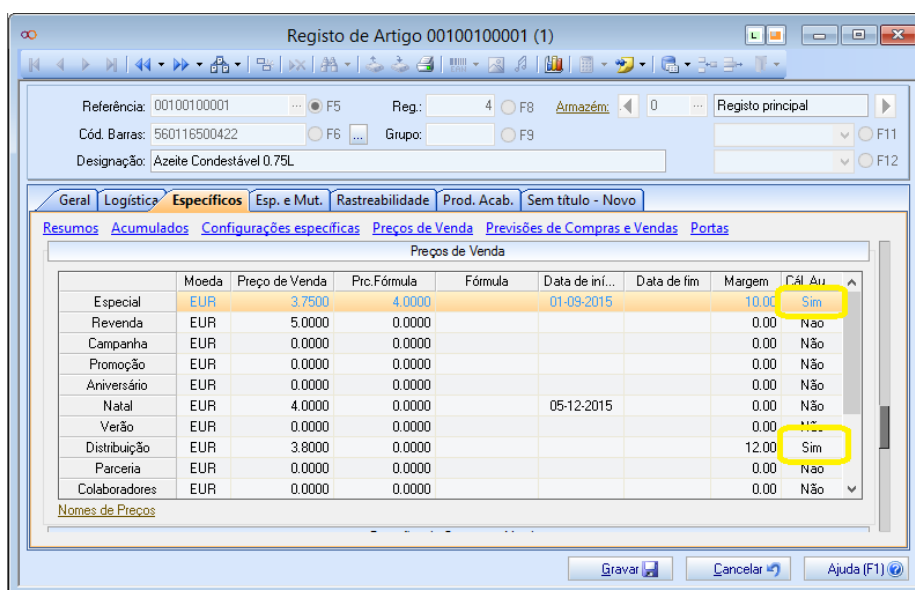 Registo de Artigo 00100100001 (1)
Referência: 00100100001 ... F5 Reg.: 4 F8 Armazém: 0 ... Registo principal
Cód. Barras: 560116500422 F6 ... Grupo: F9 F11
Designação: Azeite Condestável 0.75L F12
Geral Logística Específicos Esp. e Mut. Rastreabilidade Prod. Acab. Sem título - Novo
Resumos Acumulados Configurações específicas Preços de Venda Previsões de Compras e Vendas Portas
Preços de Venda
Moeda Preço de Venda Prc.Fórmula Fórmula Data de iní... Data de fim Margem Cál. Au...
Especial EUR 3.7500 4.0000 01-09-2015 10.00 Sim
Revenda EUR 5.0000 0.0000 0.00 Não
Campanha EUR 0.0000 0.0000 0.00 Não
Promoção EUR 0.0000 0.0000 0.00 Não
Aniversário EUR 0.0000 0.0000 0.00 Não
Natal EUR 4.0000 0.0000 05-12-2015 0.00 Não
Verão EUR 0.0000 0.0000 0.00 Não
Distribuição EUR 3.8000 0.0000 12.00 Sim
Parceria EUR 0.0000 0.0000 0.00 Não
Colaboradores EUR 0.0000 0.0000 0.00 Não
Nomes de Preços
Gravar Cancelar Ajuda (F1)